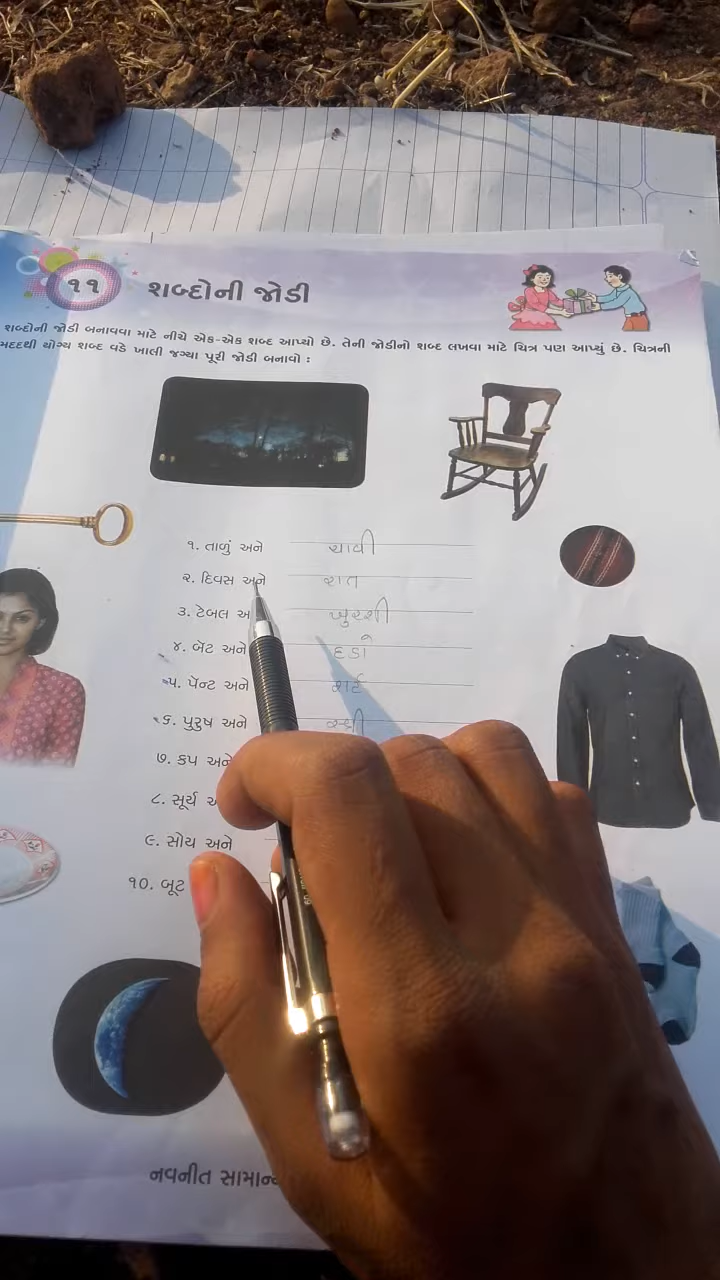 ૧૧ શબ્દોની જોડી
શબ્દોની જોડી બનાવવા માટે નીચે એક-એક શબ્દ આપ્યો છે. તેની જોડીનો શબ્દ લખવા માટે ચિત્ર પણ આપ્યું છે. ચિત્રની
મદદથી યોગ્ય શબ્દ વડે ખાલી જગ્યા પૂરી જોડી બનાવો :
૧. તાળું અને ચાવી
૨. દિવસ અને રાત
૩. ટેબલ અ ખુરશી
૪. બૅટ અને દડો
૫. પૅન્ટ અને શર્ટ
૬. પુરુષ અને સ્ત્રી
૭. કપ અને
૮. સૂર્ય અ
૯. સોય અને
૧૦. બૂટ
નવનીત સામાન્